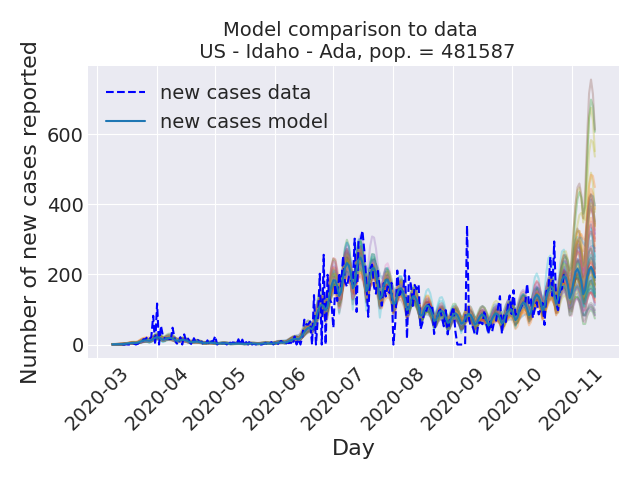 Model comparison to data
US - Idaho - Ada, pop. = 481587
Number of new cases reported
new cases data
new cases model
600
400
200
0
2020-03
2020-04
2020-05
2020-06
2020-07
2020-08
2020-09
2020-10
2020-11
Day